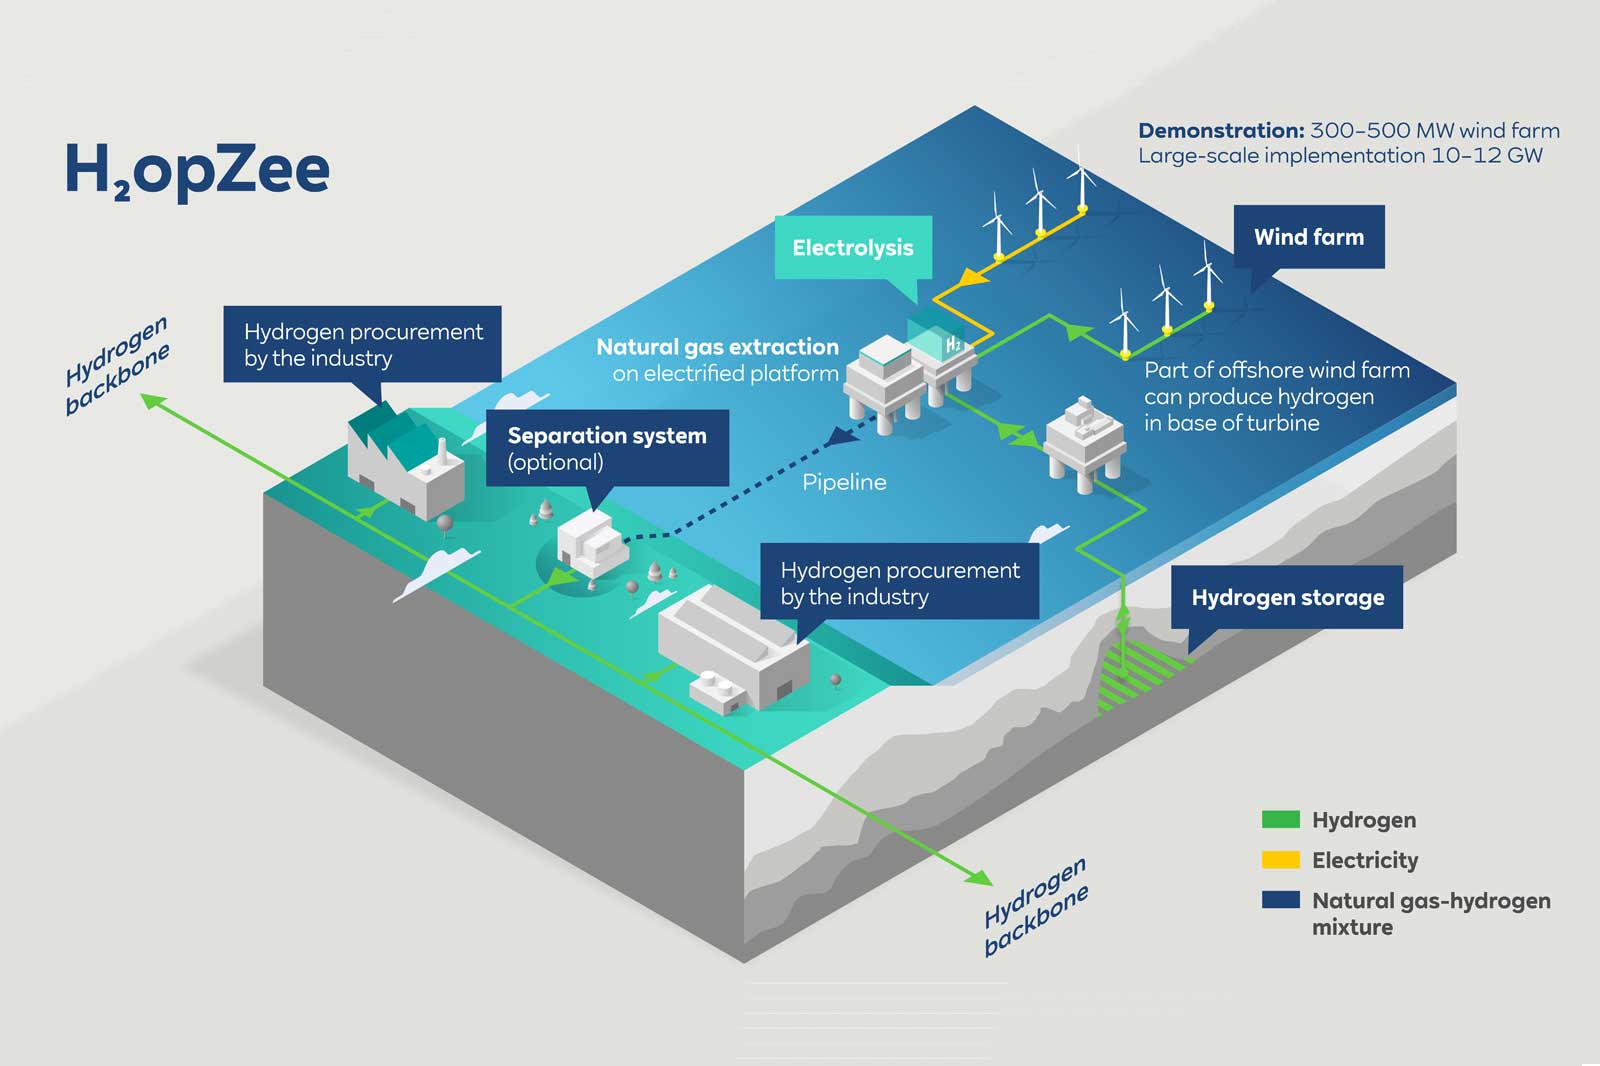 H₂opZee
Demonstration: 300–500 MW wind farm
Large-scale implementation 10–12 GW
Wind farm
Electrolysis
Hydrogen
backbone
Hydrogen procurement
by the industry
Natural gas extraction
on electrified platform
H₂
Part of offshore wind farm
can produce hydrogen
in base of turbine
Separation system
(optional)
Pipeline
Hydrogen procurement
by the industry
Hydrogen storage
Hydrogen
backbone
Hydrogen
Electricity
Natural gas-hydrogen
mixture